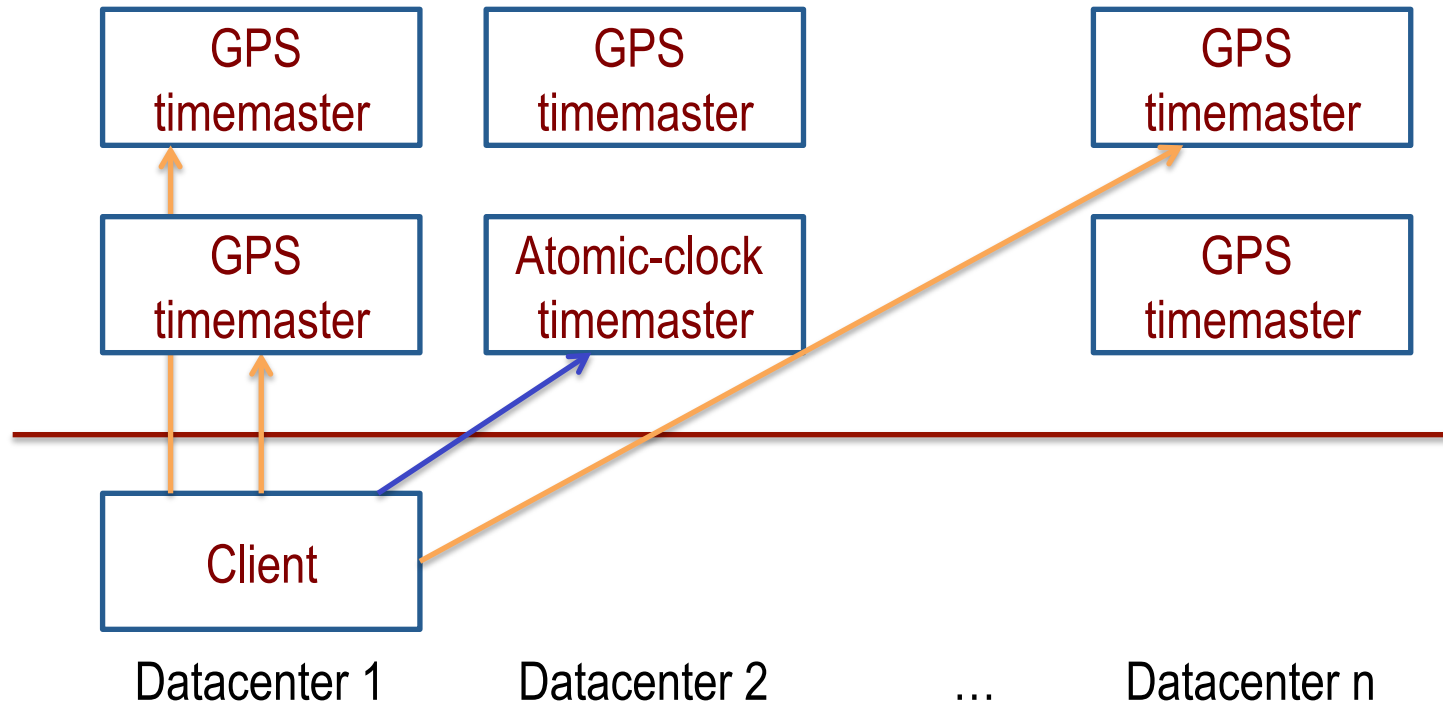 GPS
timemaster
GPS
timemaster
GPS
timemaster
GPS
timemaster
Atomic-clock
timemaster
GPS
timemaster
Client
Datacenter 1
Datacenter 2
…
Datacenter n